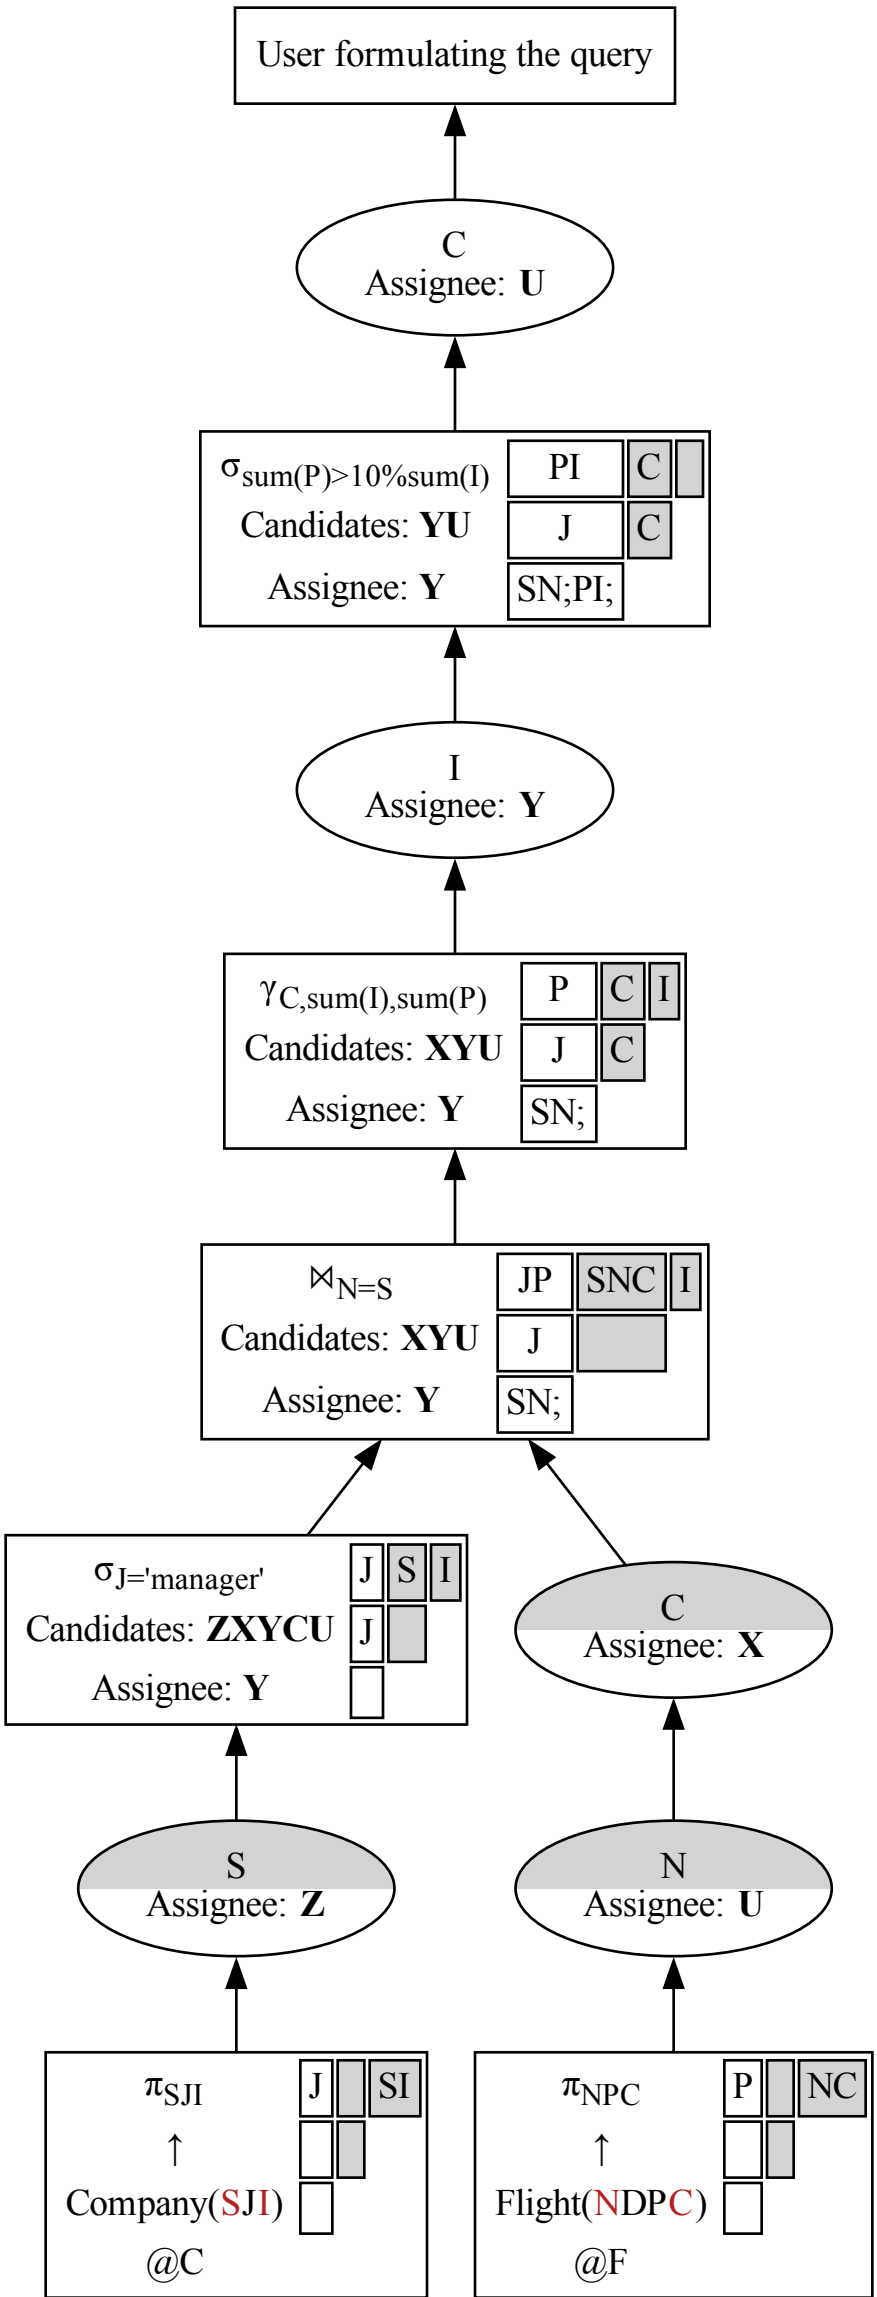 User formulating the query
C
Assignee: U
σsum(P)>10%sum(I) PI C
Candidates: YU J C
Assignee: Y SN;PI;
I
Assignee: Y
γC,sum(I),sum(P) P C I
Candidates: XYU J C
Assignee: Y SN;
⋈N=S JP SNC I
Candidates: XYU J
Assignee: Y SN;
σJ='manager' J S I
Candidates: ZXYCU J
Assignee: Y
C
Assignee: X
S
Assignee: Z
N
Assignee: U
πSJI J SI
↑
Company(SJI)
@C
πNPC P NC
↑
Flight(NDPC)
@F